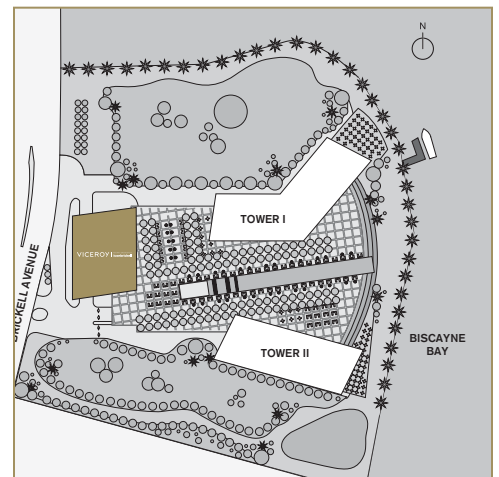 N
TOWER I
VICEROY
BRICKELL AVENUE
TOWER II
BISCAYNE
BAY